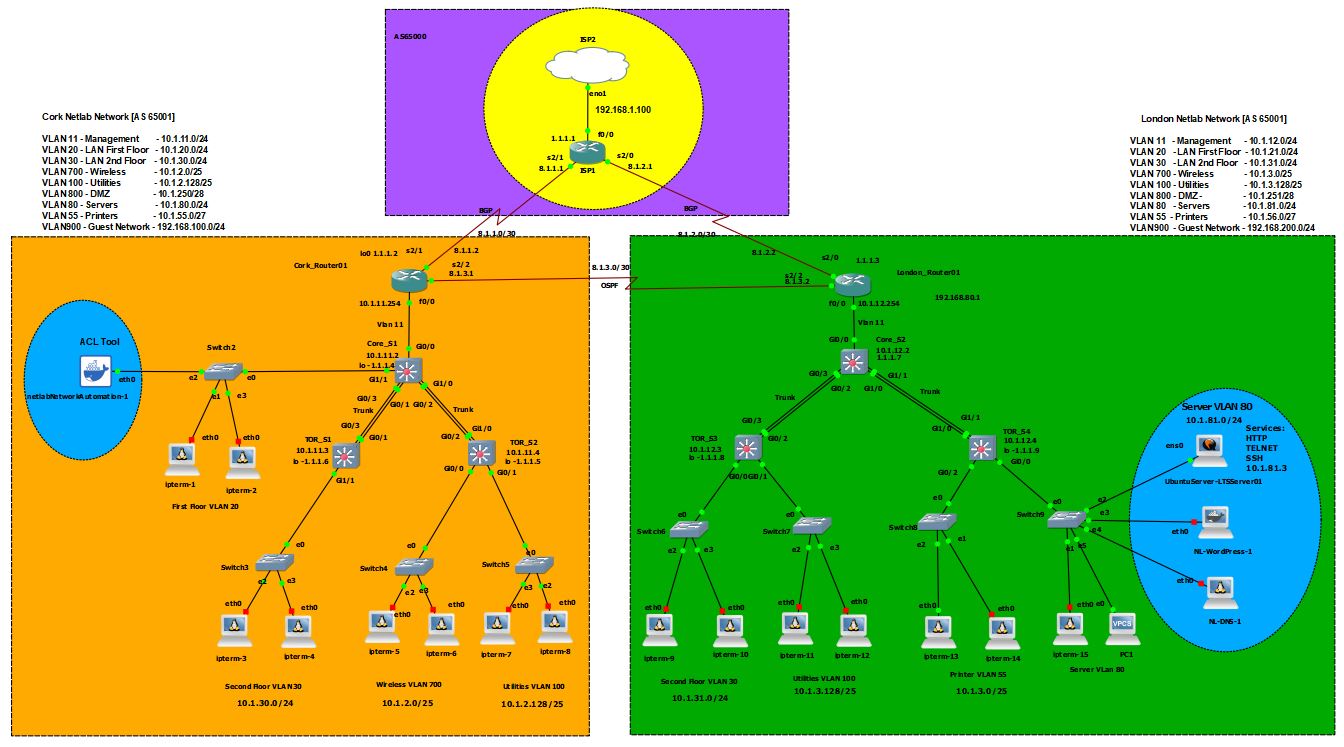 AS65000
ISP2
eno1
192.168.1.100
f0/0
1.1.1.1
s2/1
s2/0
8.1.1.1
8.1.2.1
ISP1
BGP
BGP
8.1.1.0/30
8.1.2.0/30
Cork Netlab Network [AS 65001]
VLAN 11 - Management - 10.1.11.0/24
VLAN 20 - LAN First Floor - 10.1.20.0/24
VLAN 30 - LAN 2nd Floor - 10.1.30.0/24
VLAN700 - Wireless - 10.1.2.0/25
VLAN 100 - Utilities - 10.1.2.128/25
VLAN 800 - DMZ - 10.1.250/28
VLAN 80 - Servers - 10.1.80.0/24
VLAN 55 - Printers - 10.1.55.0/27
VLAN900 - Guest Network - 192.168.100.0/24
London Netlab Network [AS 65001]
VLAN 11 - Management - 10.1.12.0/24
VLAN 20 - LAN First Floor - 10.1.21.0/24
VLAN 30 - LAN 2nd Floor - 10.1.31.0/24
VLAN 700 - Wireless - 10.1.3.0/25
VLAN 100 - Utilities - 10.1.3.128/25
VLAN 800 - DMZ - 10.1.251/28
VLAN 80 - Servers - 10.1.81.0/24
VLAN 55 - Printers - 10.1.56.0/27
VLAN900 - Guest Network - 192.168.200.0/24
lo0 1.1.1.2
s2/1
8.1.1.2
Cork_Router01
s2/2
8.1.3.1
10.1.11.254
f0/0
Vlan 11
8.1.3.0/30
OSPF
Core_S1
Gi0/0
10.1.11.2
lo -1.1.1.4
Gi1/1
Gi1/0
Gi0/3
Gi0/1
Gi0/2
Trunk
Trunk
ACL Tool
eth0
netlabNetworkAutomation-1
Switch2
e2
e0
e1
e3
eth0
eth0
ipterm-1
ipterm-2
First Floor VLAN 20
Gi0/3
TOR_S1
Gi0/1
10.1.11.3
lo -1.1.1.6
Gi1/1
Gi1/0
TOR_S2
10.1.11.4
lo -1.1.1.5
Gi0/0
Gi0/1
e0
Switch3
e2
e3
eth0
eth0
ipterm-3
ipterm-4
Second Floor VLAN30
10.1.30.0/24
e0
Switch4
e2
e3
eth0
eth0
ipterm-5
ipterm-6
Wireless VLAN 700
10.1.2.0/25
e0
Switch5
e3
e2
eth0
eth0
ipterm-7
ipterm-8
Utilities VLAN 100
10.1.2.128/25
8.1.2.2
s2/0
1.1.1.3
s2/2
8.1.3.2
London_Router01
192.168.80.1
f0/0
10.1.12.254
Vlan 11
Gi0/0
Core_S2
10.1.12.2
1.1.1.7
Gi0/3
Gi1/1
Gi0/2
Gi1/0
Trunk
Trunk
Gi0/3
TOR_S3
Gi0/2
10.1.12.3
lo -1.1.1.8
Gi0/0
Gi0/1
Gi1/1
Gi1/0
TOR_S4
10.1.12.4
lo -1.1.1.9
Gi0/2
Gi0/0
e0
Switch6
e2
e3
eth0
eth0
ipterm-9
ipterm-10
Second Floor VLAN 30
10.1.31.0/24
e0
Switch7
e2
e3
eth0
eth0
ipterm-11
ipterm-12
Utilities VLAN 100
10.1.3.128/25
e0
Switch8
e2
e1
eth0
eth0
ipterm-13
ipterm-14
Printer VLAN 55
10.1.3.0/25
e0
Switch9
e2
e3
e4
e1
e5
eth0
e0
VPCS
ipterm-15
PC1
Server VLan 80
Server VLAN 80
10.1.81.0/24
Services:
HTTP
TELNET
SSH
10.1.81.3
ens0
UbuntuServer-LTSServer01
eth0
NL-WordPress-1
eth0
NL-DNS-1